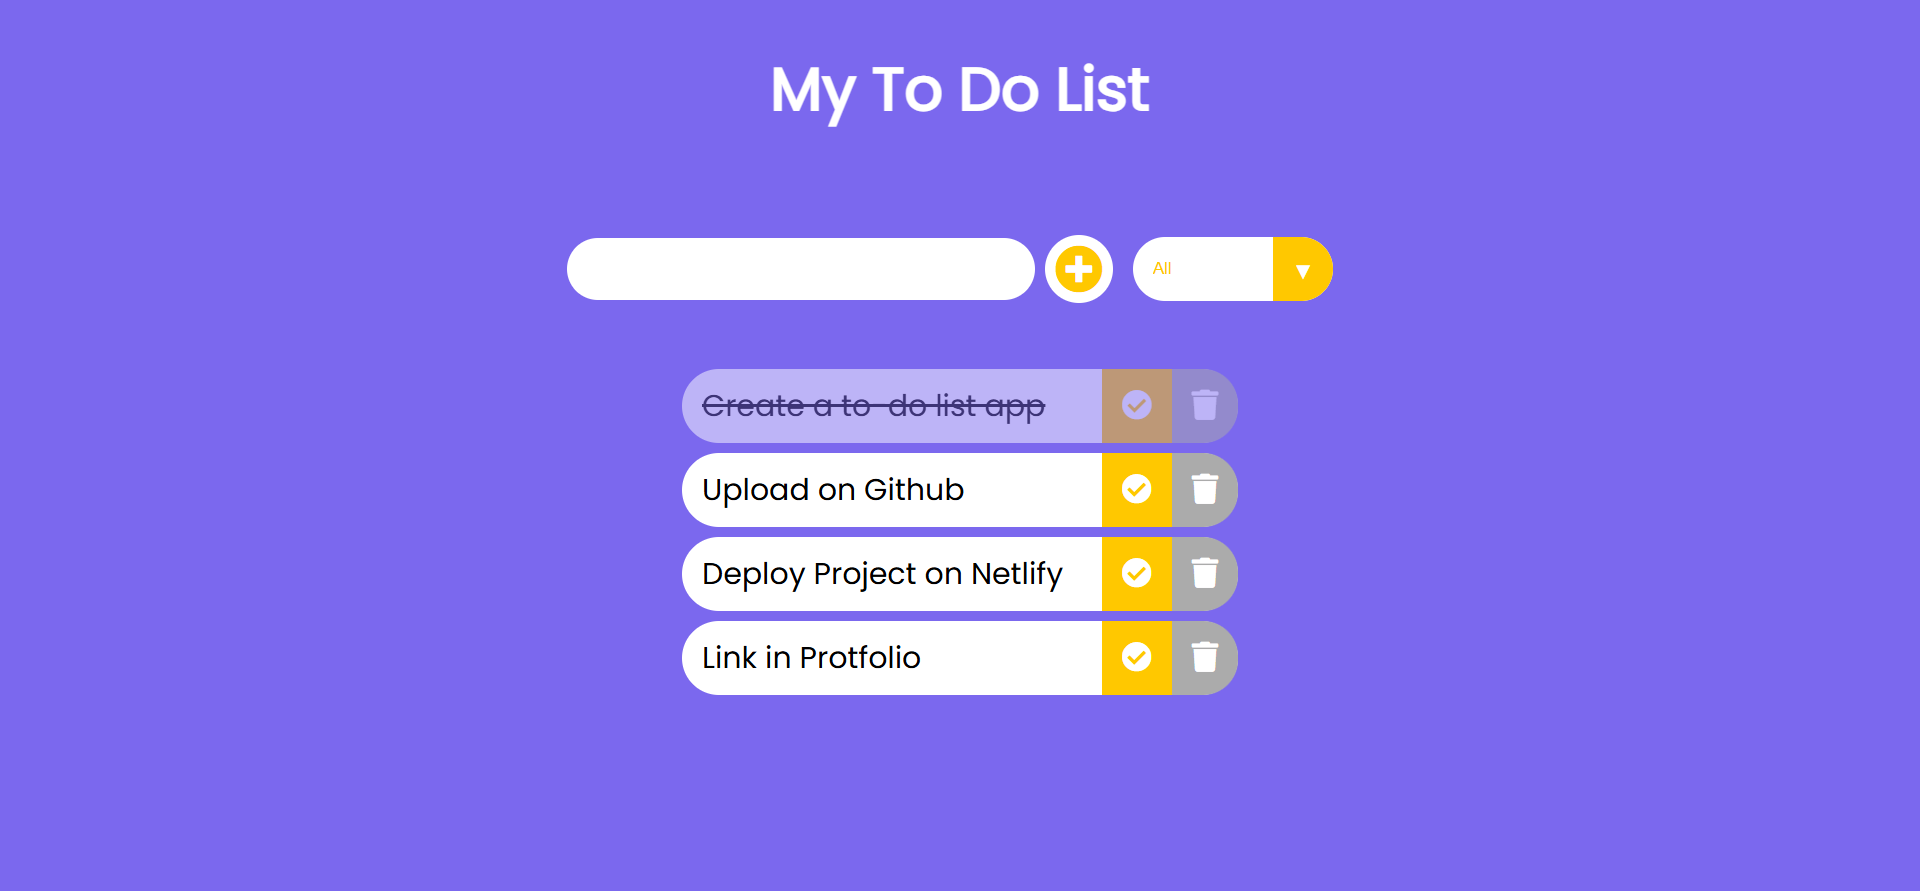 My To Do List
All
Create a to-do list app
Upload on Github
Deploy Project on Netlify
Link in Protfolio